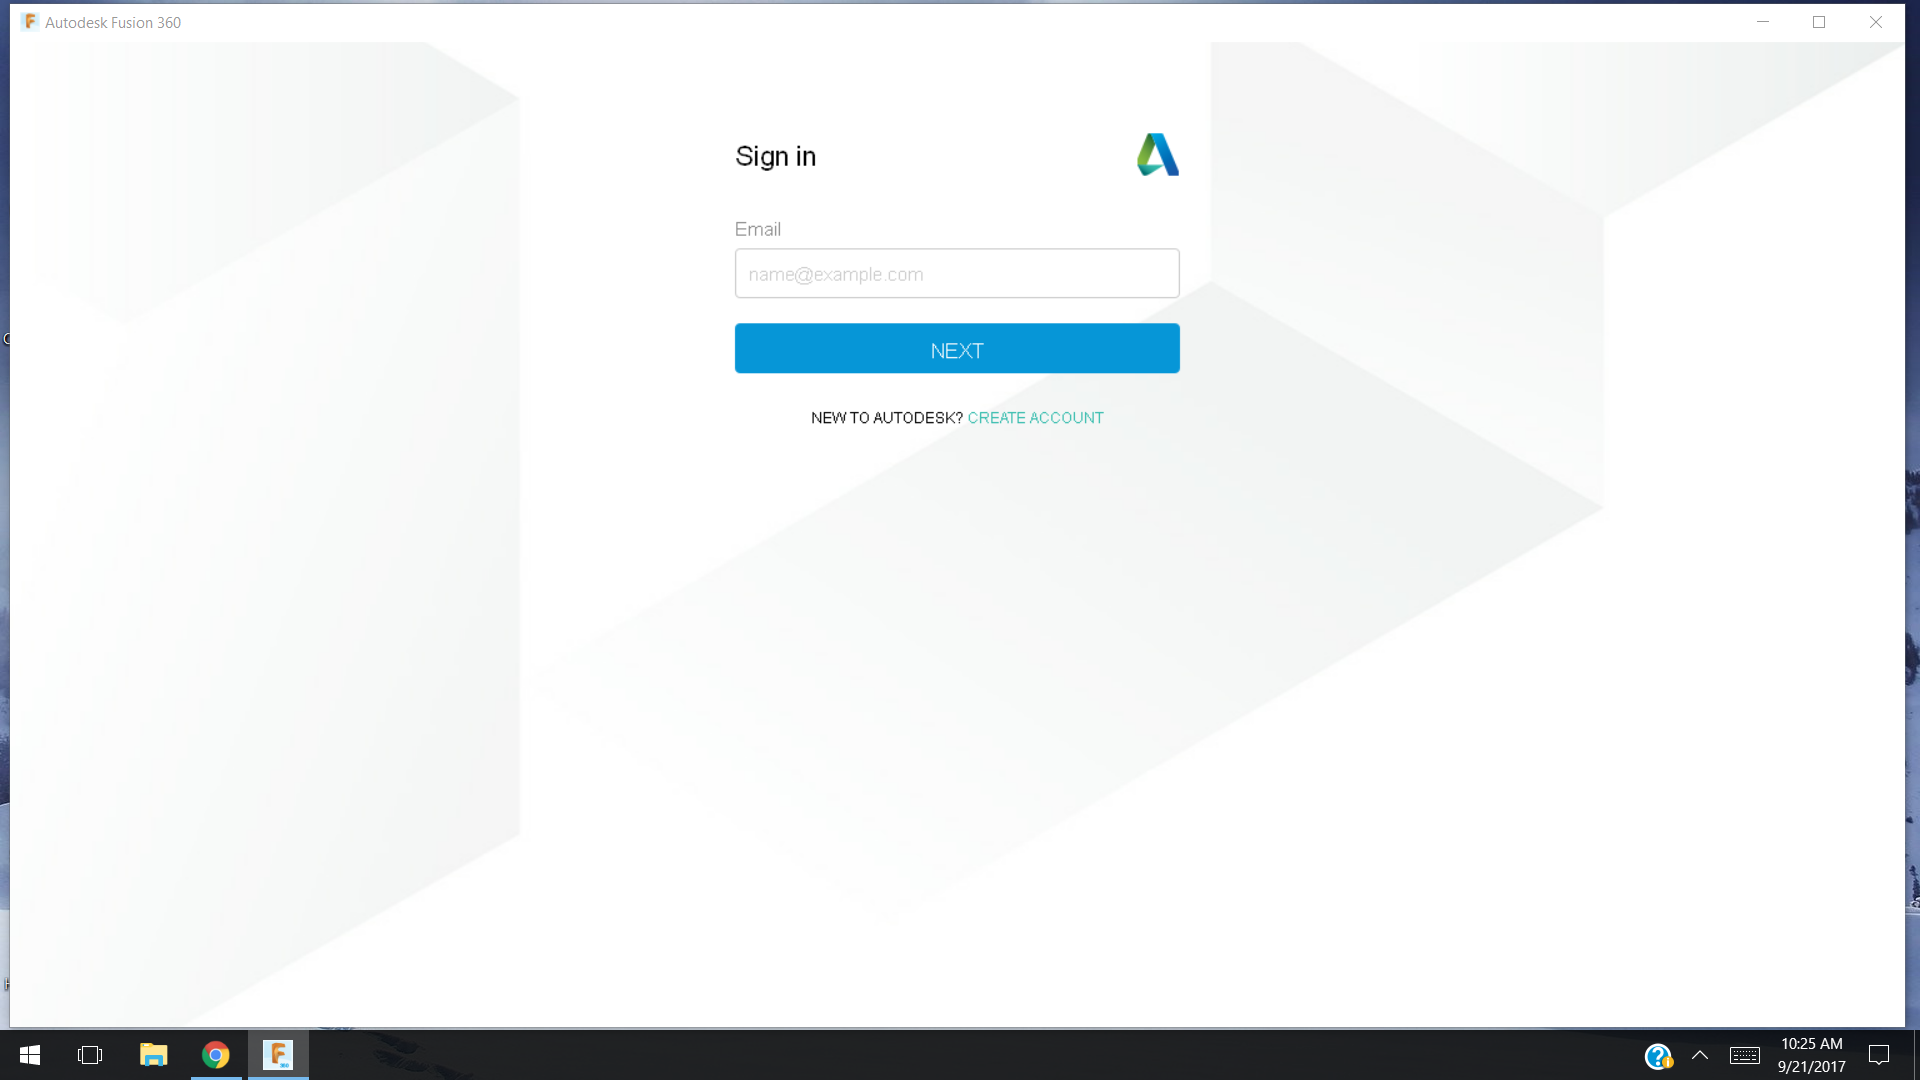 Autodesk Fusion 360
Sign in
Email
name@example.com
NEXT
NEW TO AUTODESK? CREATE ACCOUNT
10:25 AM
9/21/2017